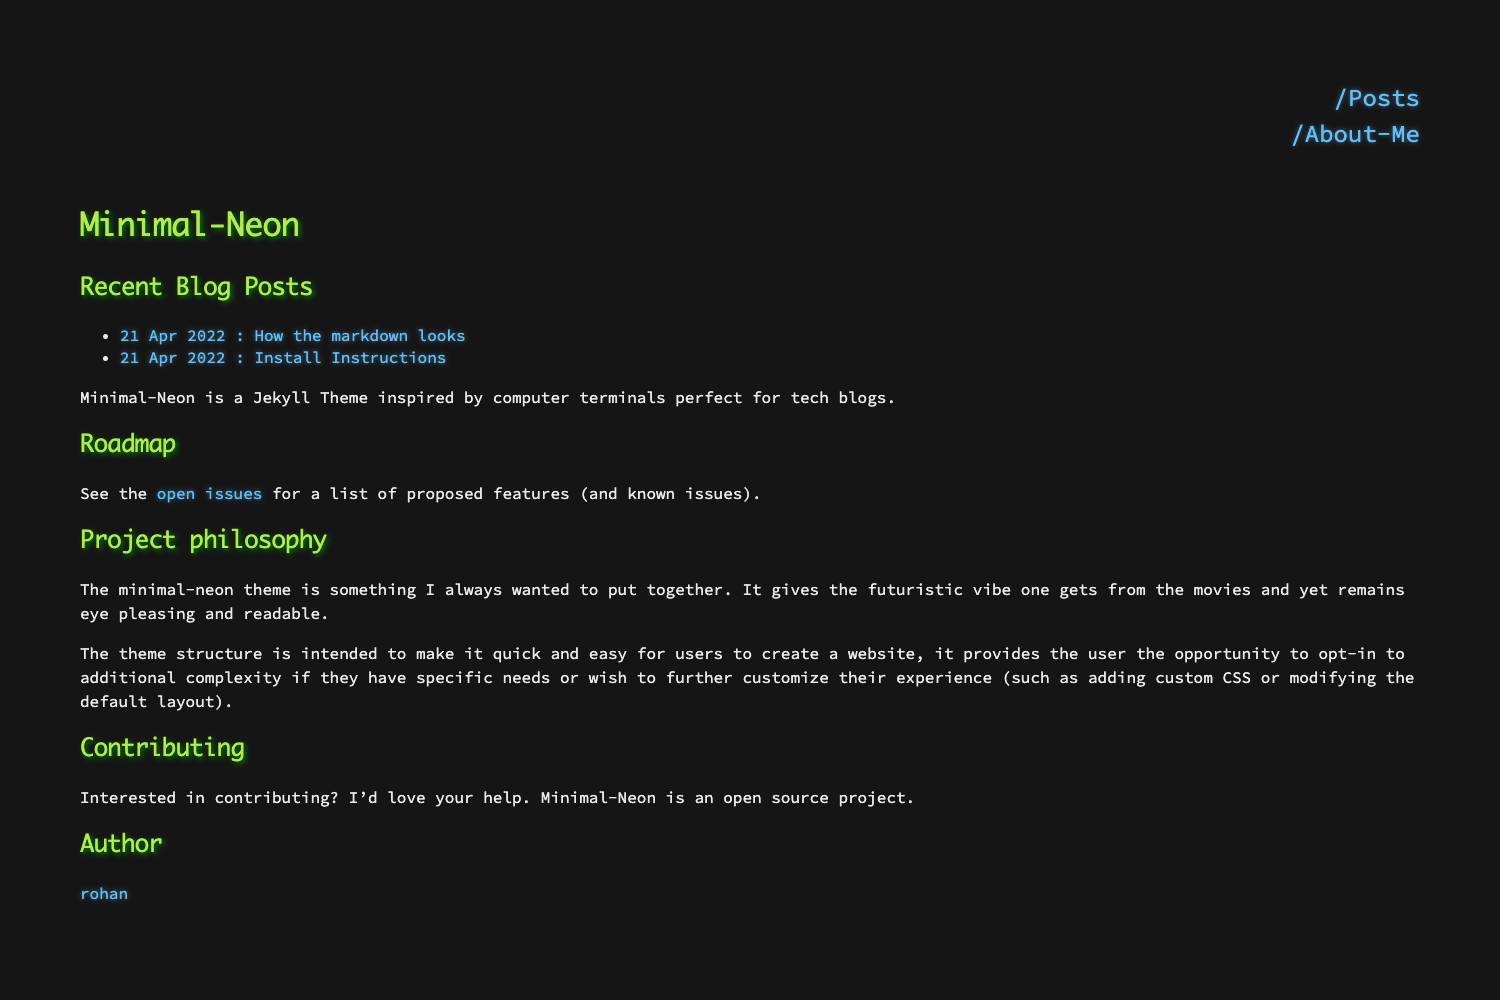 /Posts
/About-Me
Minimal-Neon
Recent Blog Posts
• 21 Apr 2022 : How the markdown looks
• 21 Apr 2022 : Install Instructions
Minimal-Neon is a Jekyll Theme inspired by computer terminals perfect for tech blogs.
Roadmap
See the open issues for a list of proposed features (and known issues).
Project philosophy
The minimal-neon theme is something I always wanted to put together. It gives the futuristic vibe one gets from the movies and yet remains
eye pleasing and readable.
The theme structure is intended to make it quick and easy for users to create a website, it provides the user the opportunity to opt-in to
additional complexity if they have specific needs or wish to further customize their experience (such as adding custom CSS or modifying the
default layout).
Contributing
Interested in contributing? I’d love your help. Minimal-Neon is an open source project.
Author
rohan